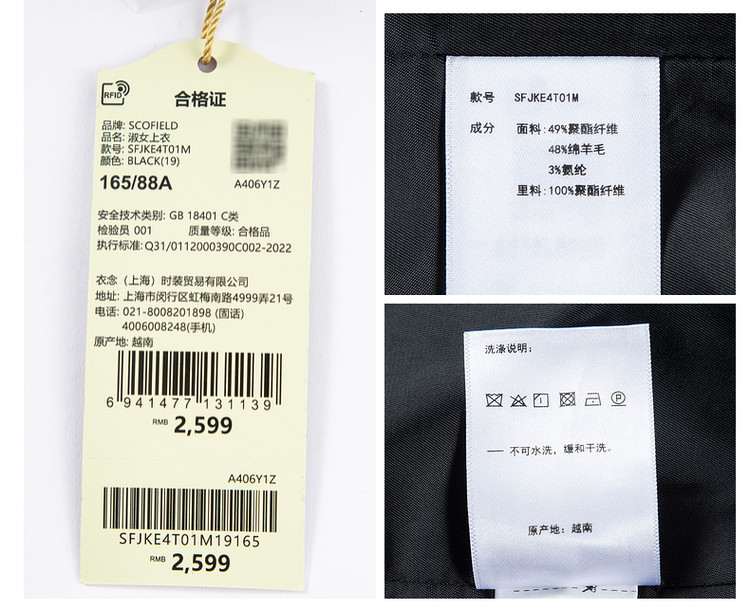 RFID
合格证
品牌: SCOFIELD
品名: 淑女上衣
款号: SFJKE4T01M
颜色: BLACK(19)
165/88A
A406Y1Z
安全技术类别: GB 18401 C类
检验员 001 质量等级: 合格品
执行标准: Q31/0112000390C002-2022
衣念（上海）时装贸易有限公司
地址: 上海市闵行区虹梅南路4999弄21号
电话: 021-8008201898 (固话)
4006008248(手机)
原产地: 越南
6 941477 131139
RMB 2,599
A406Y1Z
SFJKE4T01M19165
RMB 2,599
款号 SFJKE4T01M
成分 面料: 49%聚酯纤维
48%绵羊毛
3%氨纶
里料: 100%聚酯纤维
洗涤说明:
P
—— 不可水洗，缓和干洗。
原产地: 越南